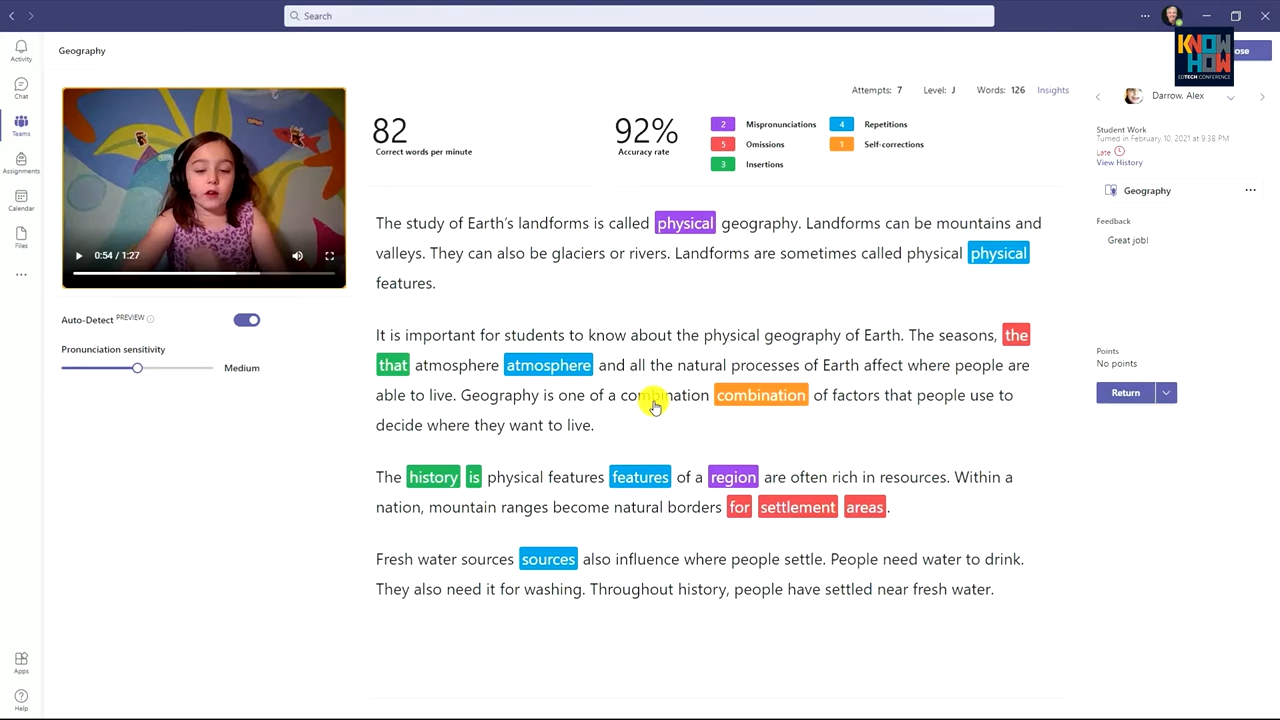 Search
KNOW
HOW
EDTECH CONFERENCE
Geography
Activity
Chat
Teams
Assignments
Calendar
Files
Apps
Help
0:54 / 1:27
Auto-Detect PREVIEW
Pronunciation sensitivity
Medium
Attempts: 7 Level: J Words: 126 Insights
82
Correct words per minute
92%
Accuracy rate
2 Mispronunciations 4 Repetitions
5 Omissions 1 Self-corrections
3 Insertions
The study of Earth's landforms is called physical geography. Landforms can be mountains and
valleys. They can also be glaciers or rivers. Landforms are sometimes called physical physical
features.
It is important for students to know about the physical geography of Earth. The seasons, the
that atmosphere atmosphere and all the natural processes of Earth affect where people are
able to live. Geography is one of a combination combination of factors that people use to
decide where they want to live.
The history is physical features features of a region are often rich in resources. Within a
nation, mountain ranges become natural borders for settlement areas.
Fresh water sources sources also influence where people settle. People need water to drink.
They also need it for washing. Throughout history, people have settled near fresh water.
ose
Darrow, Alex
Student Work
Turned in February 10, 2021 at 9:38 PM
Late
View History
Geography
Feedback
Great job!
Points
No points
Return